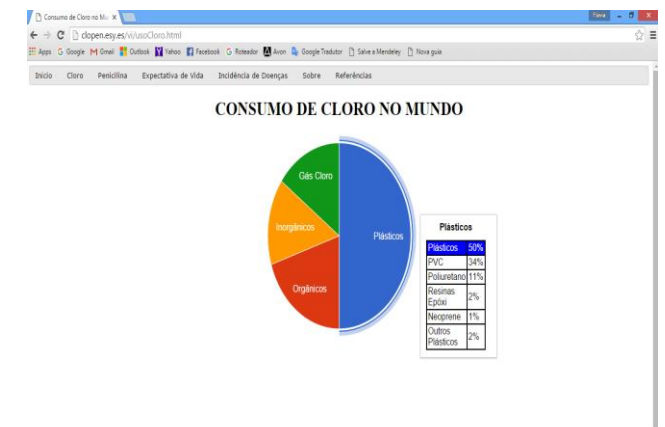 Consumo de Cloro no Mu
clopen.esy.es/vi/usoCloro.html
Apps Google Gmail Outlook Yahoo Facebook Roteador Avon Google Tradutor Salve a Mendeley Nova guia
Início Cloro Penicilina Expectativa de Vida Incidência de Doenças Sobre Referências
CONSUMO DE CLORO NO MUNDO
Gás Cloro
Inorgânicos
Plásticos
Orgânicos
Plásticos
Plásticos 50%
PVC 34%
Poliuretano 11%
Resinas
Epóxi 2%
Neoprene 1%
Outros
Plásticos 2%